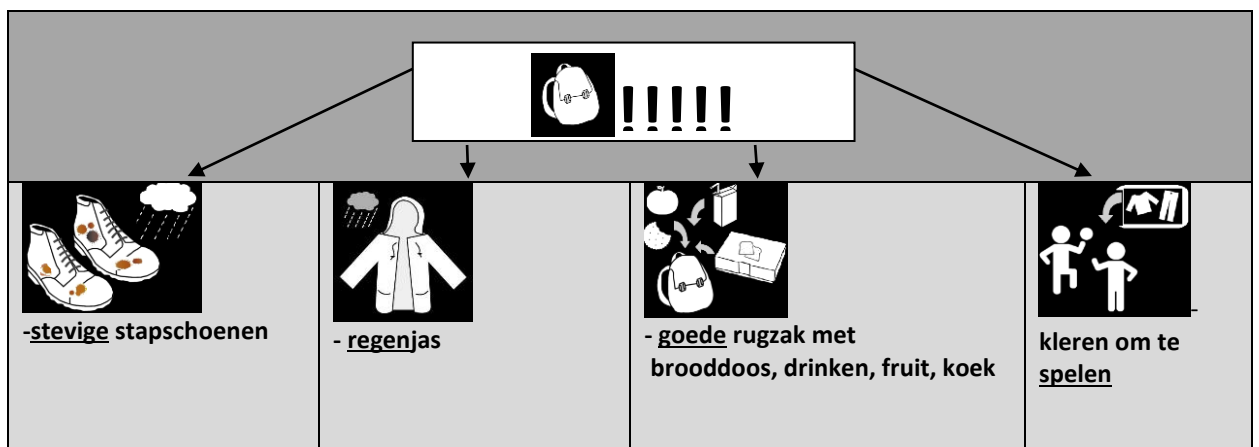 !!!!!
-stevige stapschoenen
- regenjas
- goede rugzak met
brooddoos, drinken, fruit, koek
-
kleren om te
spelen